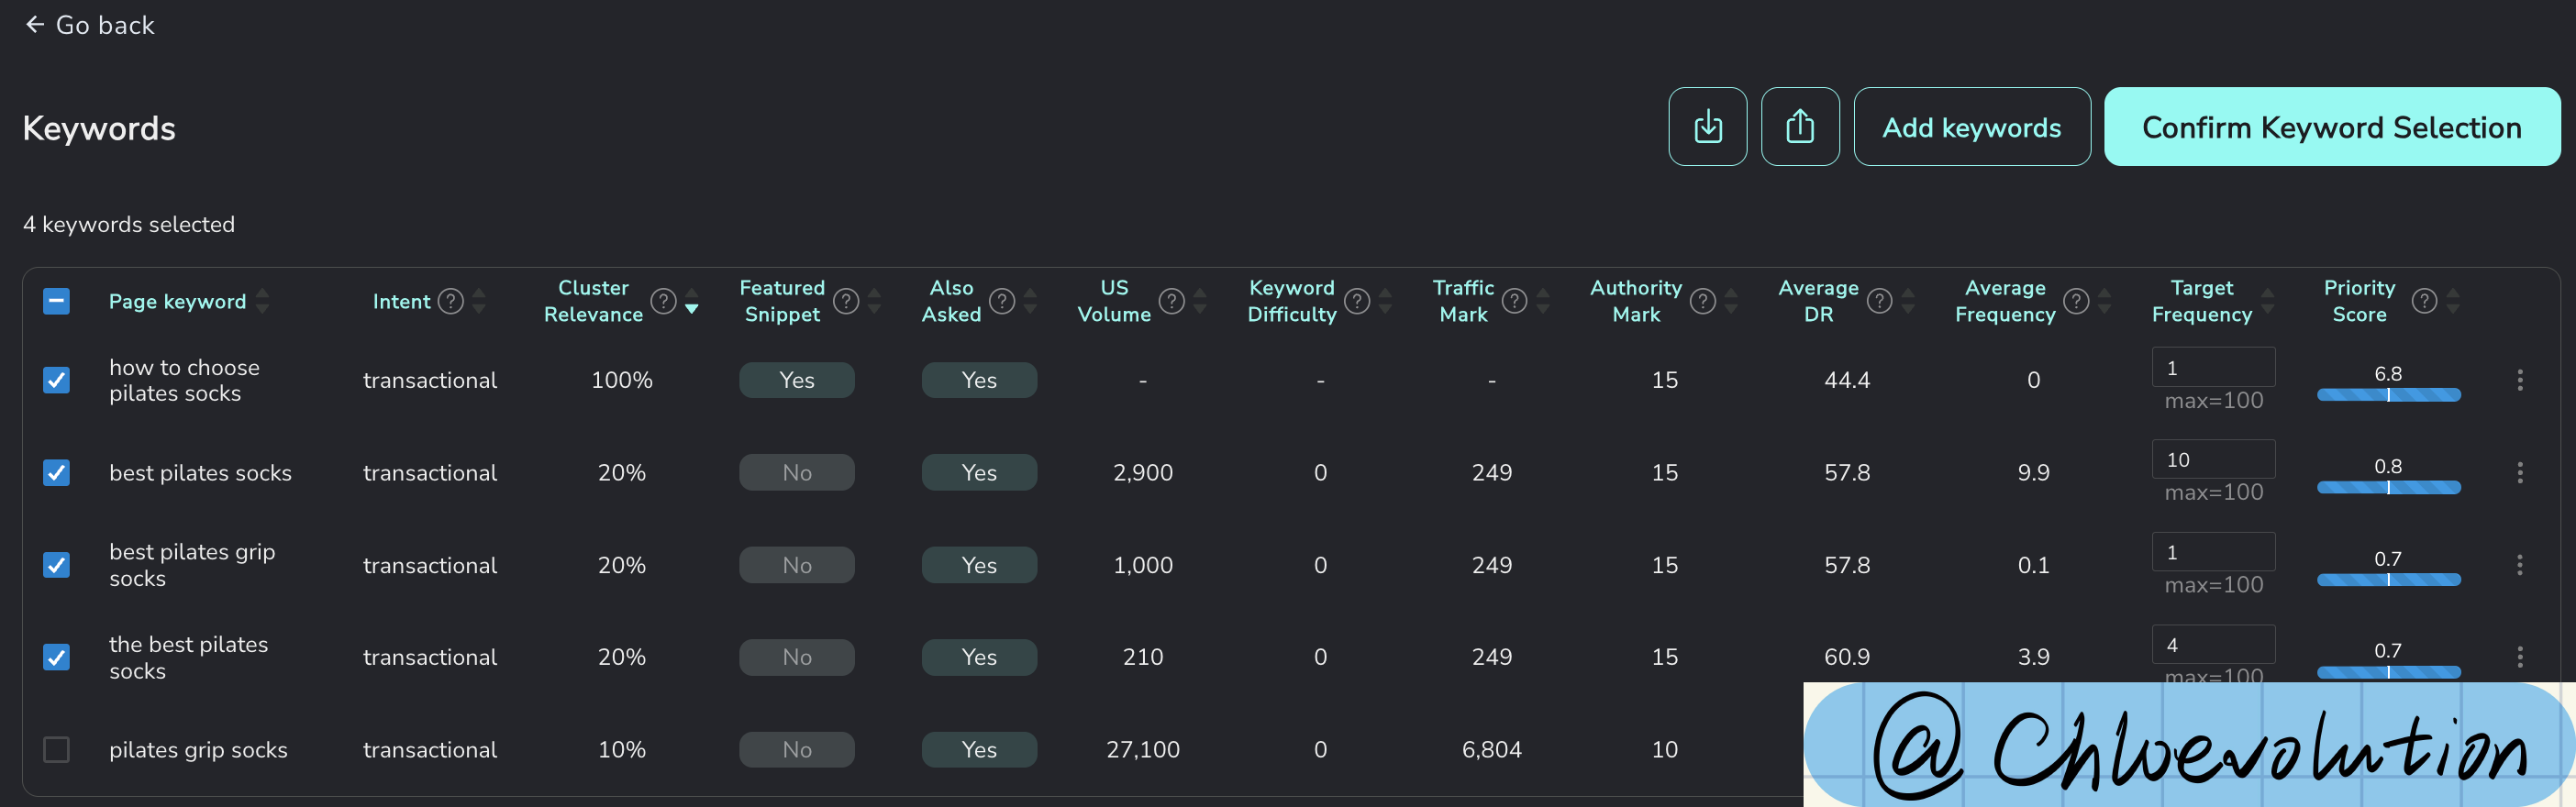 ← Go back
Keywords
Add keywords
Confirm Keyword Selection
4 keywords selected
Page keyword Intent ? Cluster Relevance ? Featured Snippet ? Also Asked ? US Volume ? Keyword Difficulty ? Traffic Mark ? Authority Mark ? Average DR ? Average Frequency ? Target Frequency Priority Score ?
how to choose pilates socks transactional 100% Yes Yes - - - 15 44.4 0 1 max=100 6.8
best pilates socks transactional 20% No Yes 2,900 0 249 15 57.8 9.9 10 max=100 0.8
best pilates grip socks transactional 20% No Yes 1,000 0 249 15 57.8 0.1 1 max=100 0.7
the best pilates socks transactional 20% No Yes 210 0 249 15 60.9 3.9 4 max=100 0.7
pilates grip socks transactional 10% No Yes 27,100 0 6,804 10
@Chloevolution